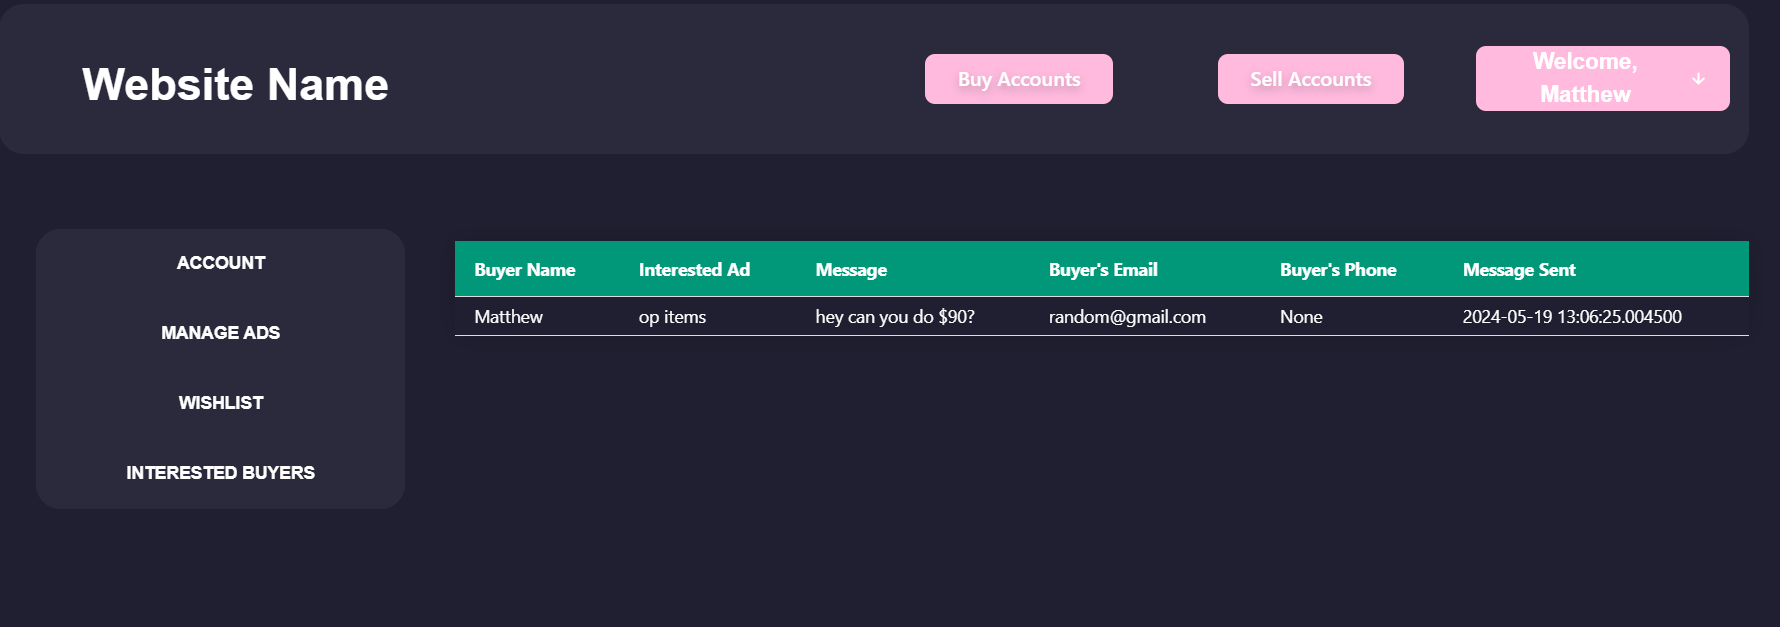 Website Name
Buy Accounts
Sell Accounts
Welcome,
Matthew
ACCOUNT
MANAGE ADS
WISHLIST
INTERESTED BUYERS
Buyer Name Interested Ad Message Buyer's Email Buyer's Phone Message Sent
Matthew op items hey can you do $90? random@gmail.com None 2024-05-19 13:06:25.004500